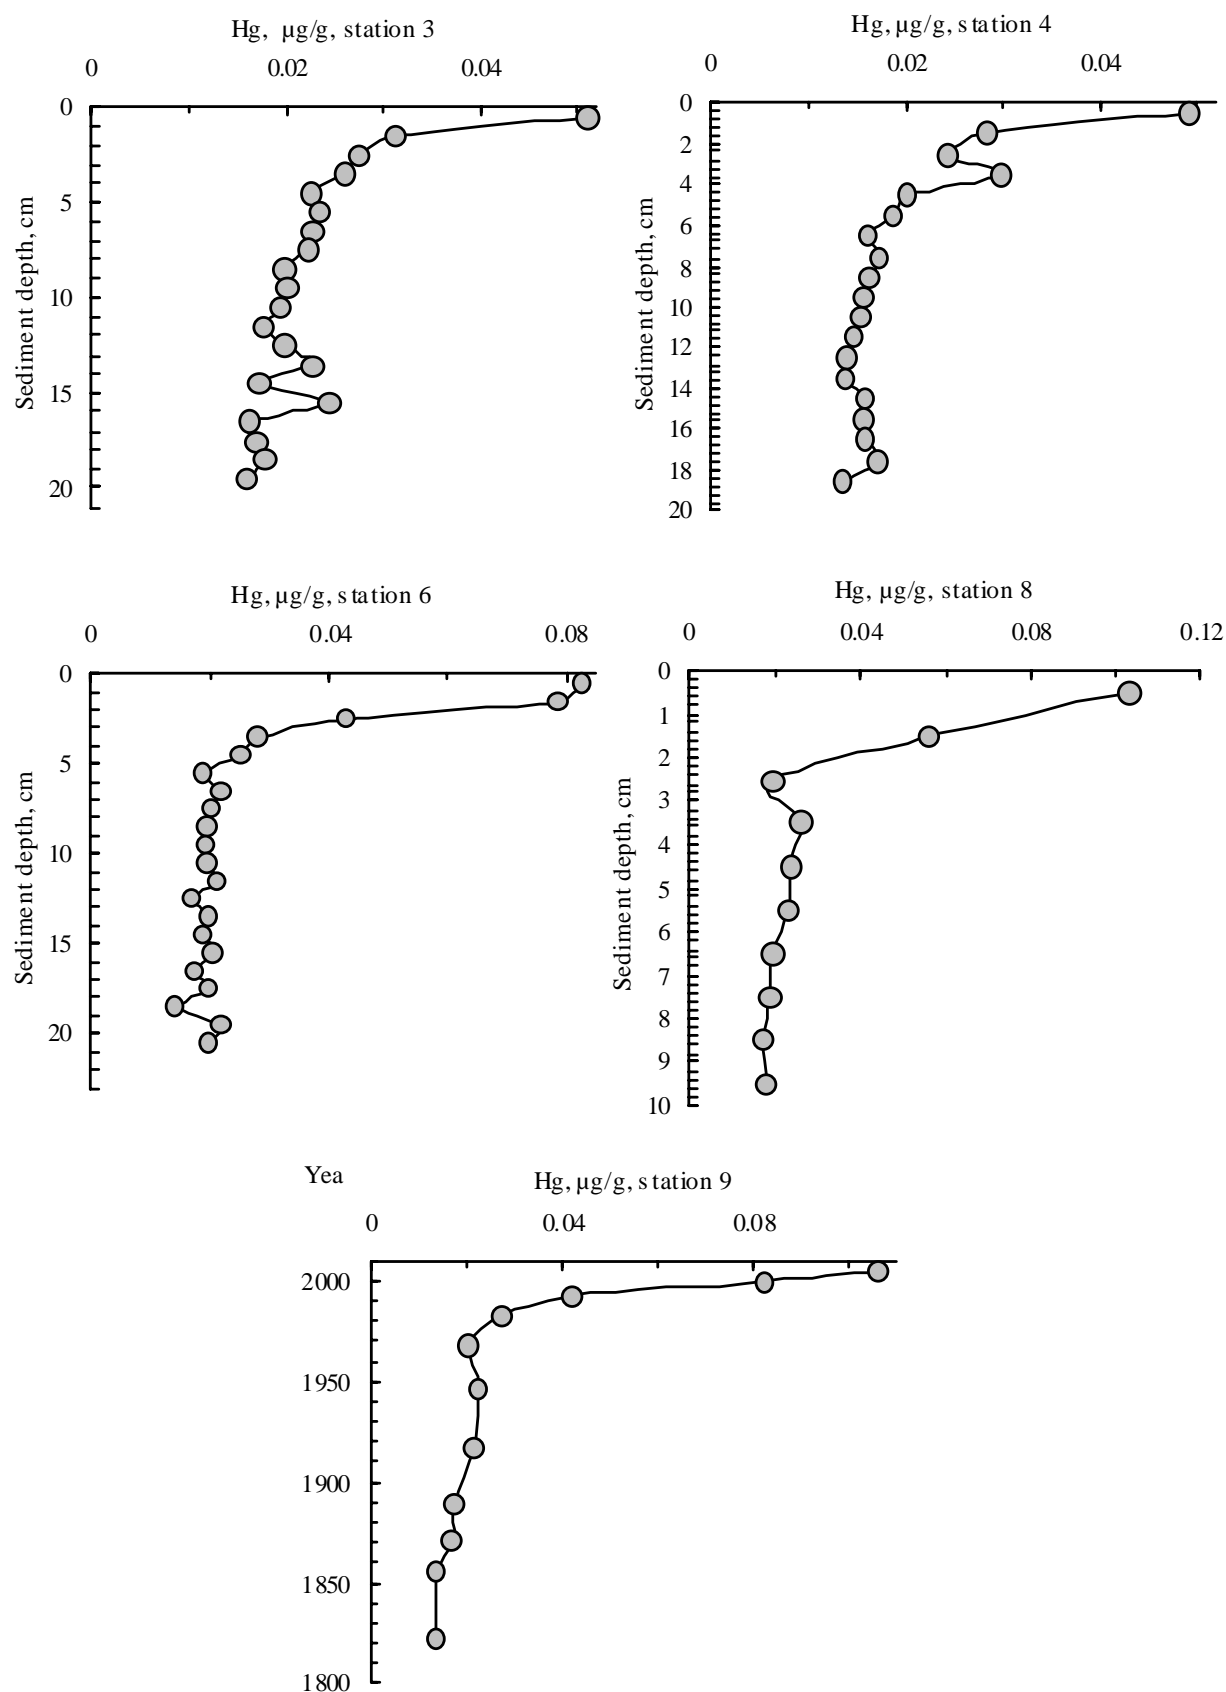 Hg, µg/g, station 3
0 0.02 0.04
0
5
10
15
20
Sediment depth, cm
Hg, µg/g, station 4
0 0.02 0.04
0
2
4
6
8
10
12
14
16
18
20
Sediment depth, cm
Hg, µg/g, station 6
0 0.04 0.08
0
5
10
15
20
Sediment depth, cm
Hg, µg/g, station 8
0 0.04 0.08 0.12
0
1
2
3
4
5
6
7
8
9
10
Sediment depth, cm
Yea
Hg, µg/g, station 9
0 0.04 0.08
2000
1950
1900
1850
1800